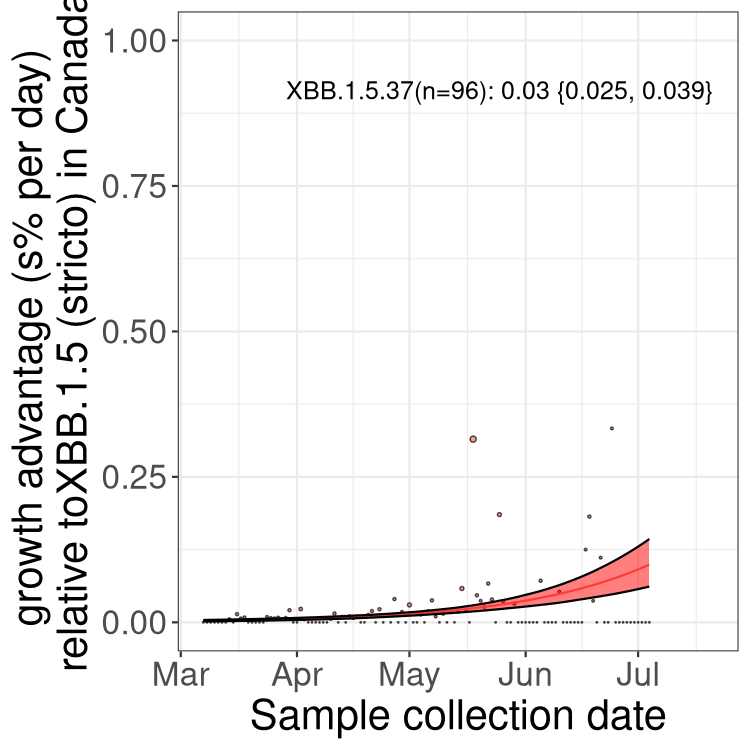 growth advantage (s% per day)
relative toXBB.1.5 (stricto) in Canada
1.00
0.75
0.50
0.25
0.00
XBB.1.5.37(n=96): 0.03 {0.025, 0.039}
Mar Apr May Jun Jul
Sample collection date